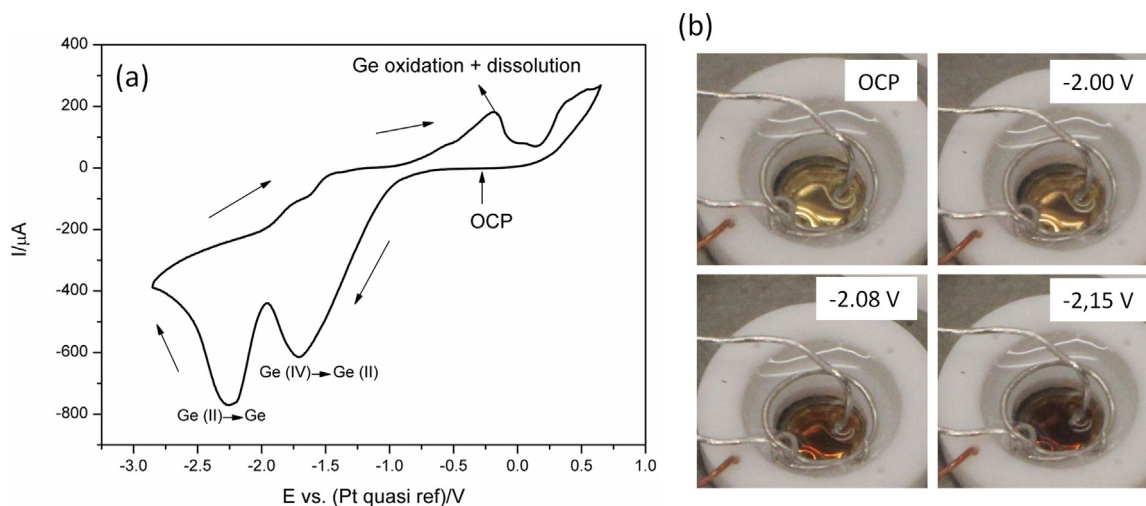 (a)
(b)
400
200
0
-200
-400
-600
-800
I/μA
Ge oxidation + dissolution
OCP
Ge (IV)→Ge (II)
Ge (II)→Ge
-3.0 -2.5 -2.0 -1.5 -1.0 -0.5 0.0 0.5 1.0
E vs. (Pt quasi ref)/V
OCP
-2.00 V
-2.08 V
-2,15 V